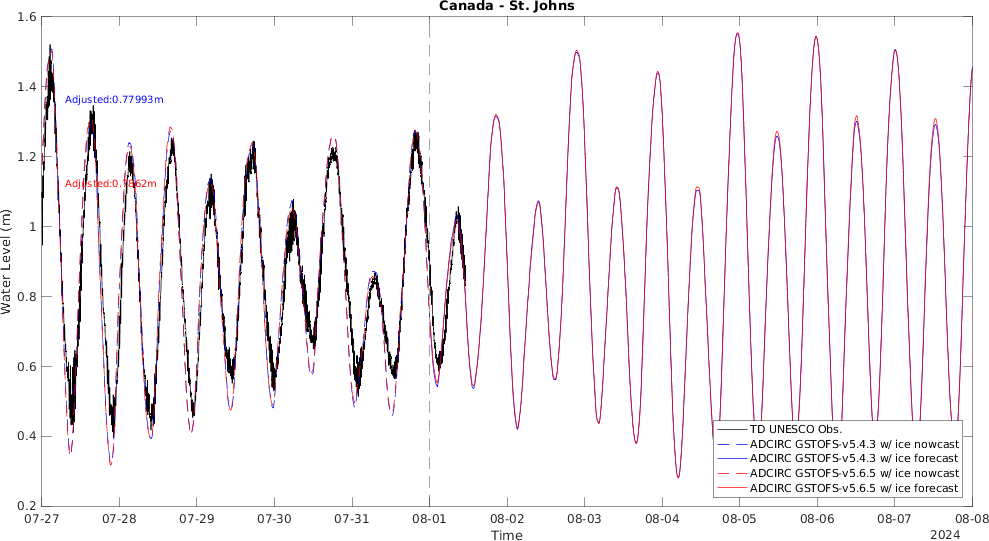 Canada - St. Johns
1.6
1.4
1.2
1
0.8
0.6
0.4
0.2
Water Level (m)
Adjusted:0.77993m
Adjusted:0.7862m
TD UNESCO Obs.
ADCIRC GSTOFS-v5.4.3 w/ ice nowcast
ADCIRC GSTOFS-v5.4.3 w/ ice forecast
ADCIRC GSTOFS-v5.6.5 w/ ice nowcast
ADCIRC GSTOFS-v5.6.5 w/ ice forecast
07-27 07-28 07-29 07-30 07-31 08-01 08-02 08-03 08-04 08-05 08-06 08-07 08-08
Time
2024